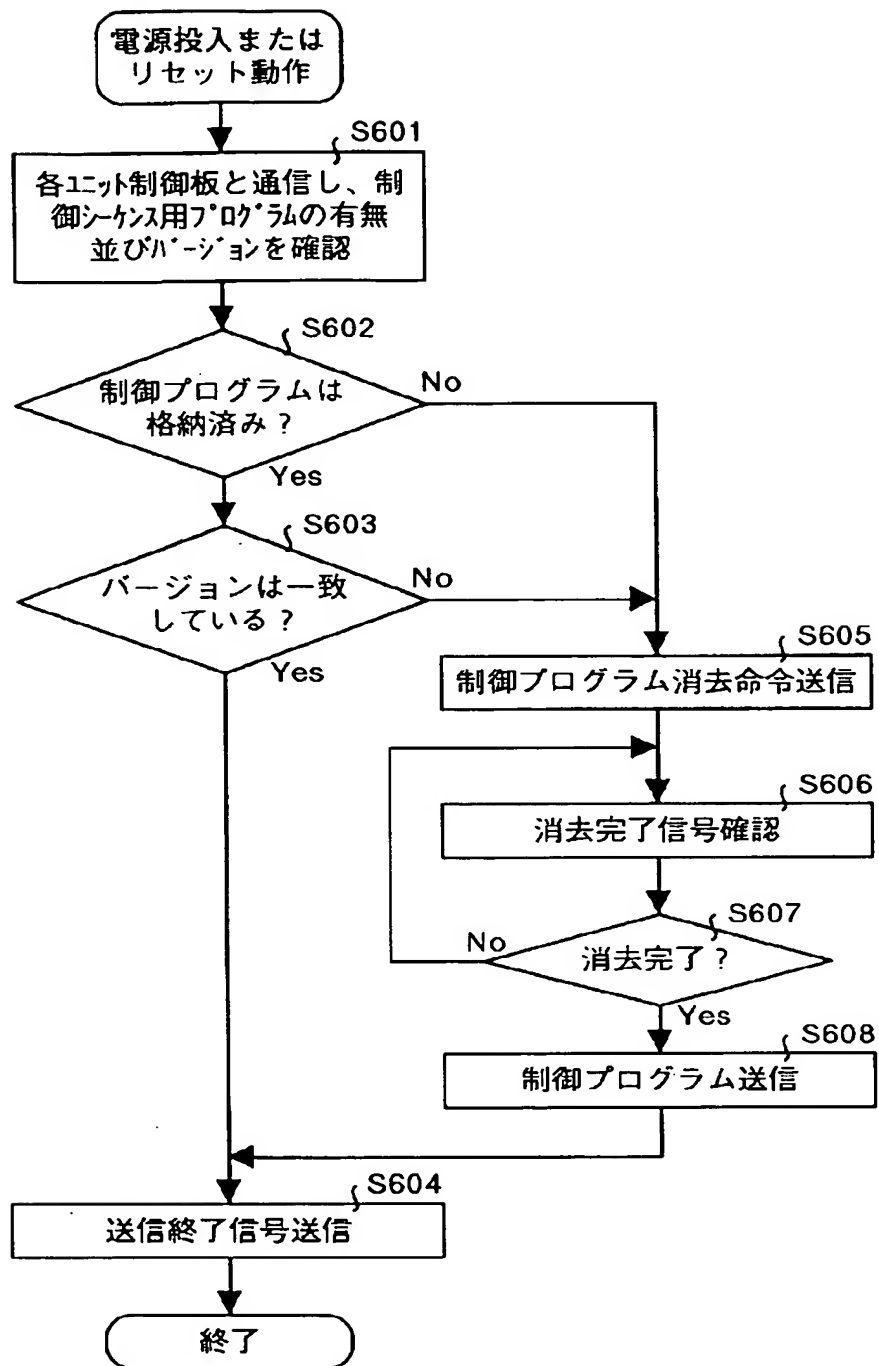 電源投入または
リセット動作
S601
各ﾕﾆｯﾄ制御板と通信し、制
御ｼｰｹﾝｽ用ﾌﾟﾛｸﾞﾗﾑの有無
並びﾊﾞｰｼﾞｮﾝを確認
S602
制御プログラムは
格納済み？
No
Yes
S603
バージョンは一致
している？
No
Yes
S605
制御プログラム消去命令送信
S606
消去完了信号確認
S607
消去完了？
No
Yes
S608
制御プログラム送信
S604
送信終了信号送信
終了